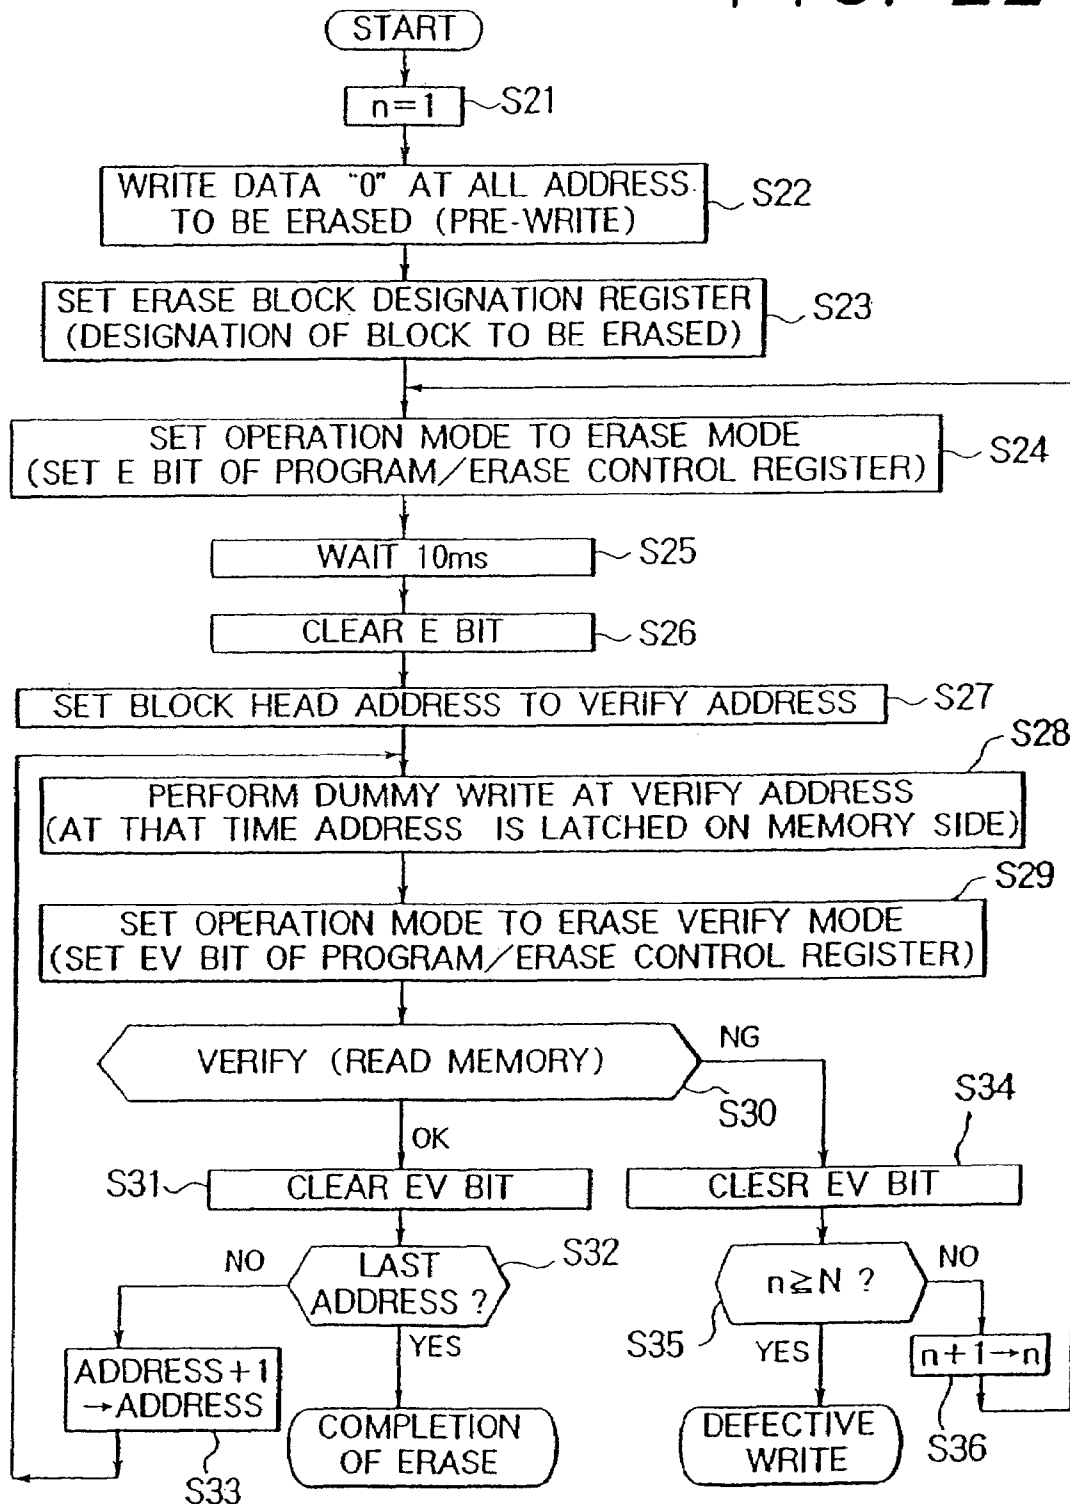 START
n=1
S21
WRITE DATA "0" AT ALL ADDRESS
TO BE ERASED (PRE-WRITE)
S22
SET ERASE BLOCK DESIGNATION REGISTER
(DESIGNATION OF BLOCK TO BE ERASED)
S23
SET OPERATION MODE TO ERASE MODE
(SET E BIT OF PROGRAM/ERASE CONTROL REGISTER)
S24
WAIT 10ms
S25
CLEAR E BIT
S26
SET BLOCK HEAD ADDRESS TO VERIFY ADDRESS
S27
S28
PERFORM DUMMY WRITE AT VERIFY ADDRESS
(AT THAT TIME ADDRESS IS LATCHED ON MEMORY SIDE)
S29
SET OPERATION MODE TO ERASE VERIFY MODE
(SET EV BIT OF PROGRAM/ERASE CONTROL REGISTER)
VERIFY (READ MEMORY)
NG
S30
OK
S34
S31
CLEAR EV BIT
CLESR EV BIT
NO
LAST
ADDRESS ?
S32
n≧N ?
NO
S35
YES
YES
ADDRESS+1
→ADDRESS
n+1→n
S33
COMPLETION
OF ERASE
DEFECTIVE
WRITE
S36